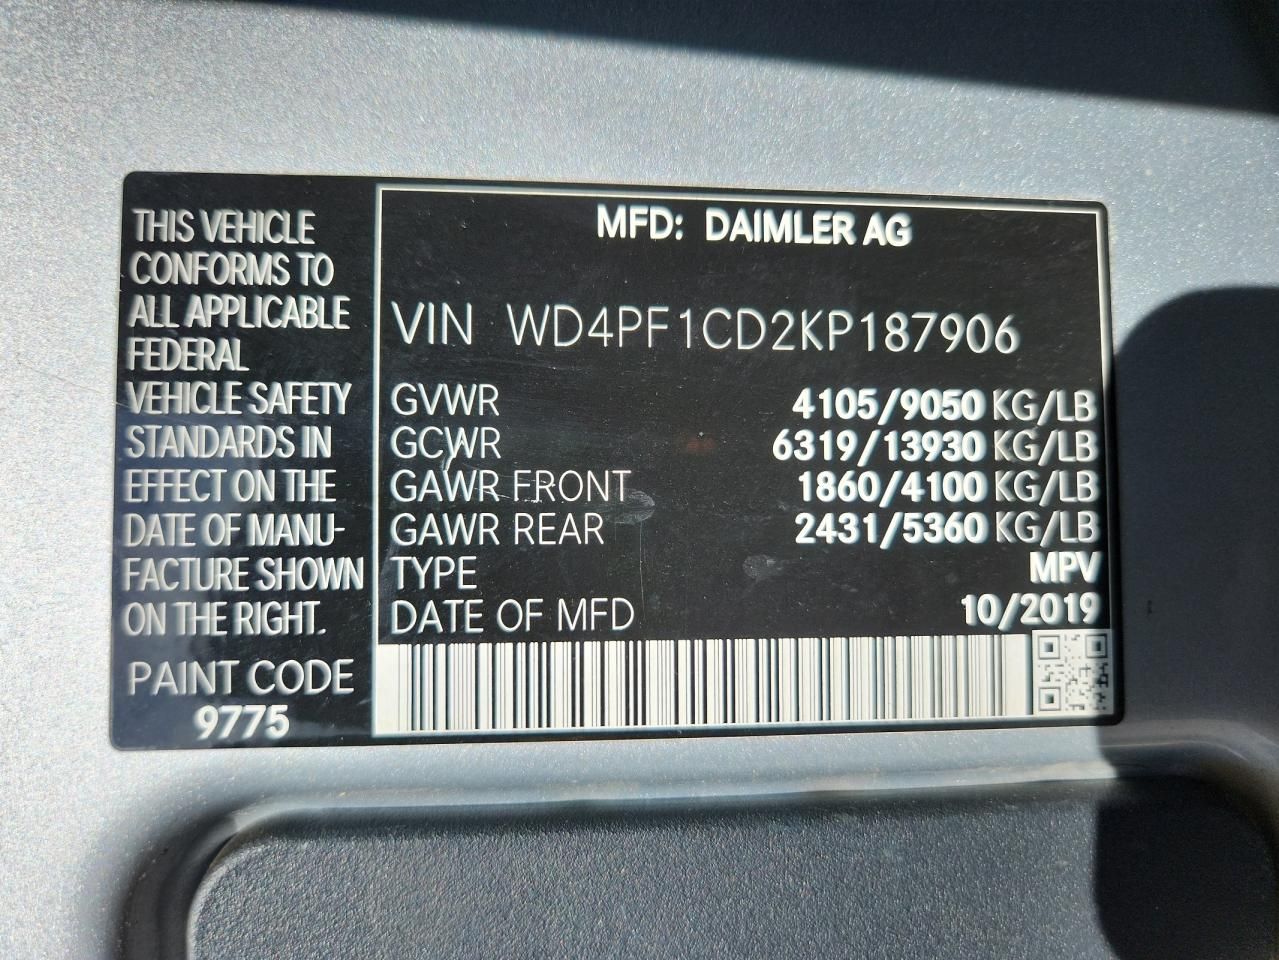 THIS VEHICLE
CONFORMS TO
ALL APPLICABLE
FEDERAL
VEHICLE SAFETY
STANDARDS IN
EFFECT ON THE
DATE OF MANU-
FACTURE SHOWN
ON THE RIGHT.
PAINT CODE
9775
MFD: DAIMLER AG
VIN WD4PF1CD2KP187906
GVWR 4105/9050 KG/LB
GCWR 6319/13930 KG/LB
GAWR FRONT 1860/4100 KG/LB
GAWR REAR 2431/5360 KG/LB
TYPE MPV
DATE OF MFD 10/2019